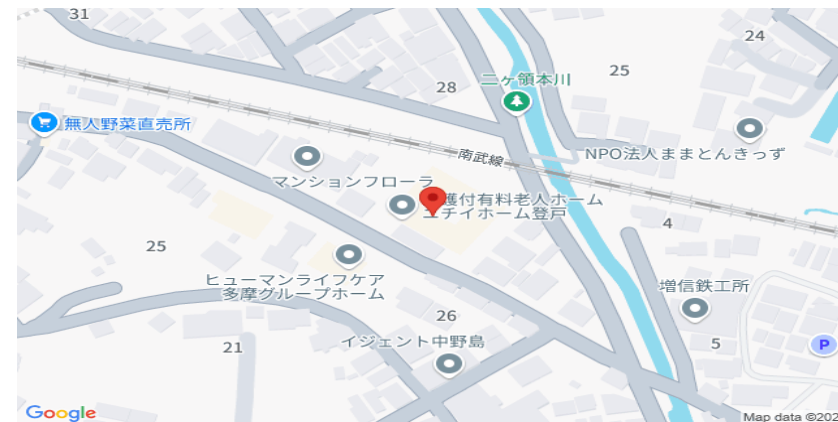 31
24
25
二ヶ領本川
28
無人野菜直売所
南武線
NPO法人ままとんきっず
マンションフローラ
護付有料老人ホーム
ニチイホーム登戸
4
25
ヒューマンライフケア
多摩グループホーム
増信鉄工所
26
5
イジェント中野島
21
P
Google
Map data ©202